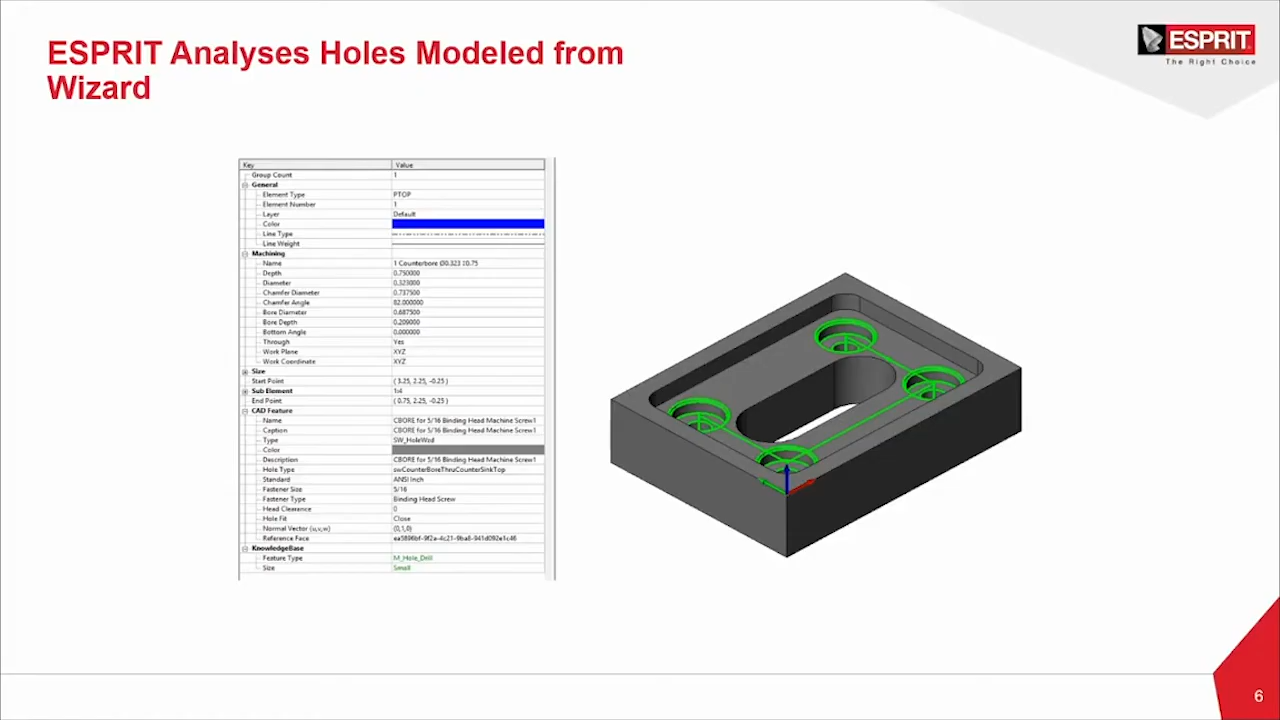 ESPRIT Analyses Holes Modeled from
Wizard
ESPRIT
The Right Choice
Key Value
Group Count 1
General
Element Type PTOP
Element Number 1
Layer Default
Color
Line Type
Line Weight
Machining
Name 1 Counterbore Ø0.323 ↧0.75
Depth 0.750000
Diameter 0.323000
Chamfer Diameter 0.737500
Chamfer Angle 82.000000
Bore Diameter 0.687500
Bore Depth 0.209000
Bottom Angle 0.000000
Through Yes
Work Plane XYZ
Work Coordinate XYZ
Size
Start Point ( 3.25, 2.25, -0.25 )
Sub Element 1:4
End Point ( 0.75, 2.25, -0.25 )
CAD Feature
Name CBORE for 5/16 Binding Head Machine Screw1
Caption CBORE for 5/16 Binding Head Machine Screw1
Type SW_HoleWzd
Color
Description CBORE for 5/16 Binding Head Machine Screw1
Hole Type swCounterBoreThruCounterSinkTop
Standard ANSI Inch
Fastener Size 5/16
Fastener Type Binding Head Screw
Head Clearance 0
Hole Fit Close
Normal Vector (u,v,w) (0,1,0)
Reference Face ea5896bf-9f2a-4c21-9ba8-941d092e1c46
KnowledgeBase
Feature Type M_Hole_Drill
Size Small
6